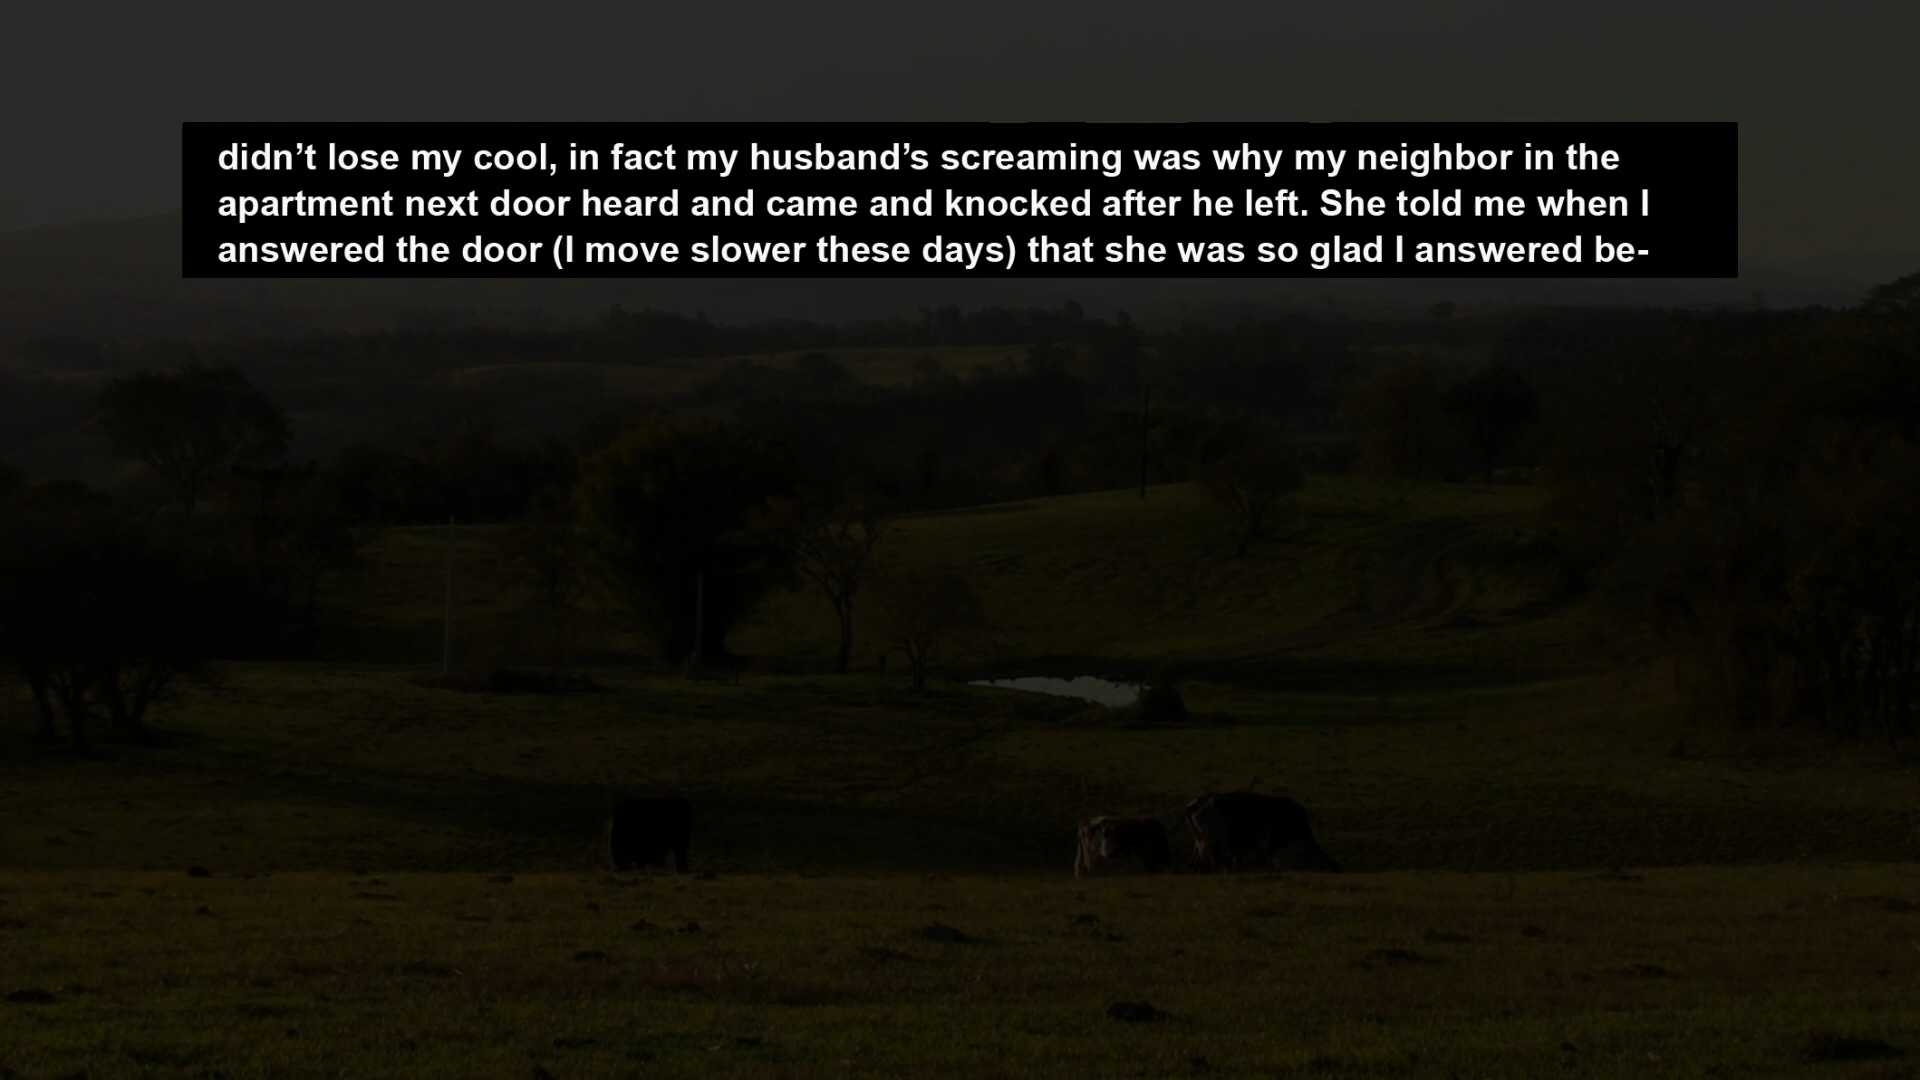 didn’t lose my cool, in fact my husband’s screaming was why my neighbor in the
apartment next door heard and came and knocked after he left. She told me when I
answered the door (I move slower these days) that she was so glad I answered be-